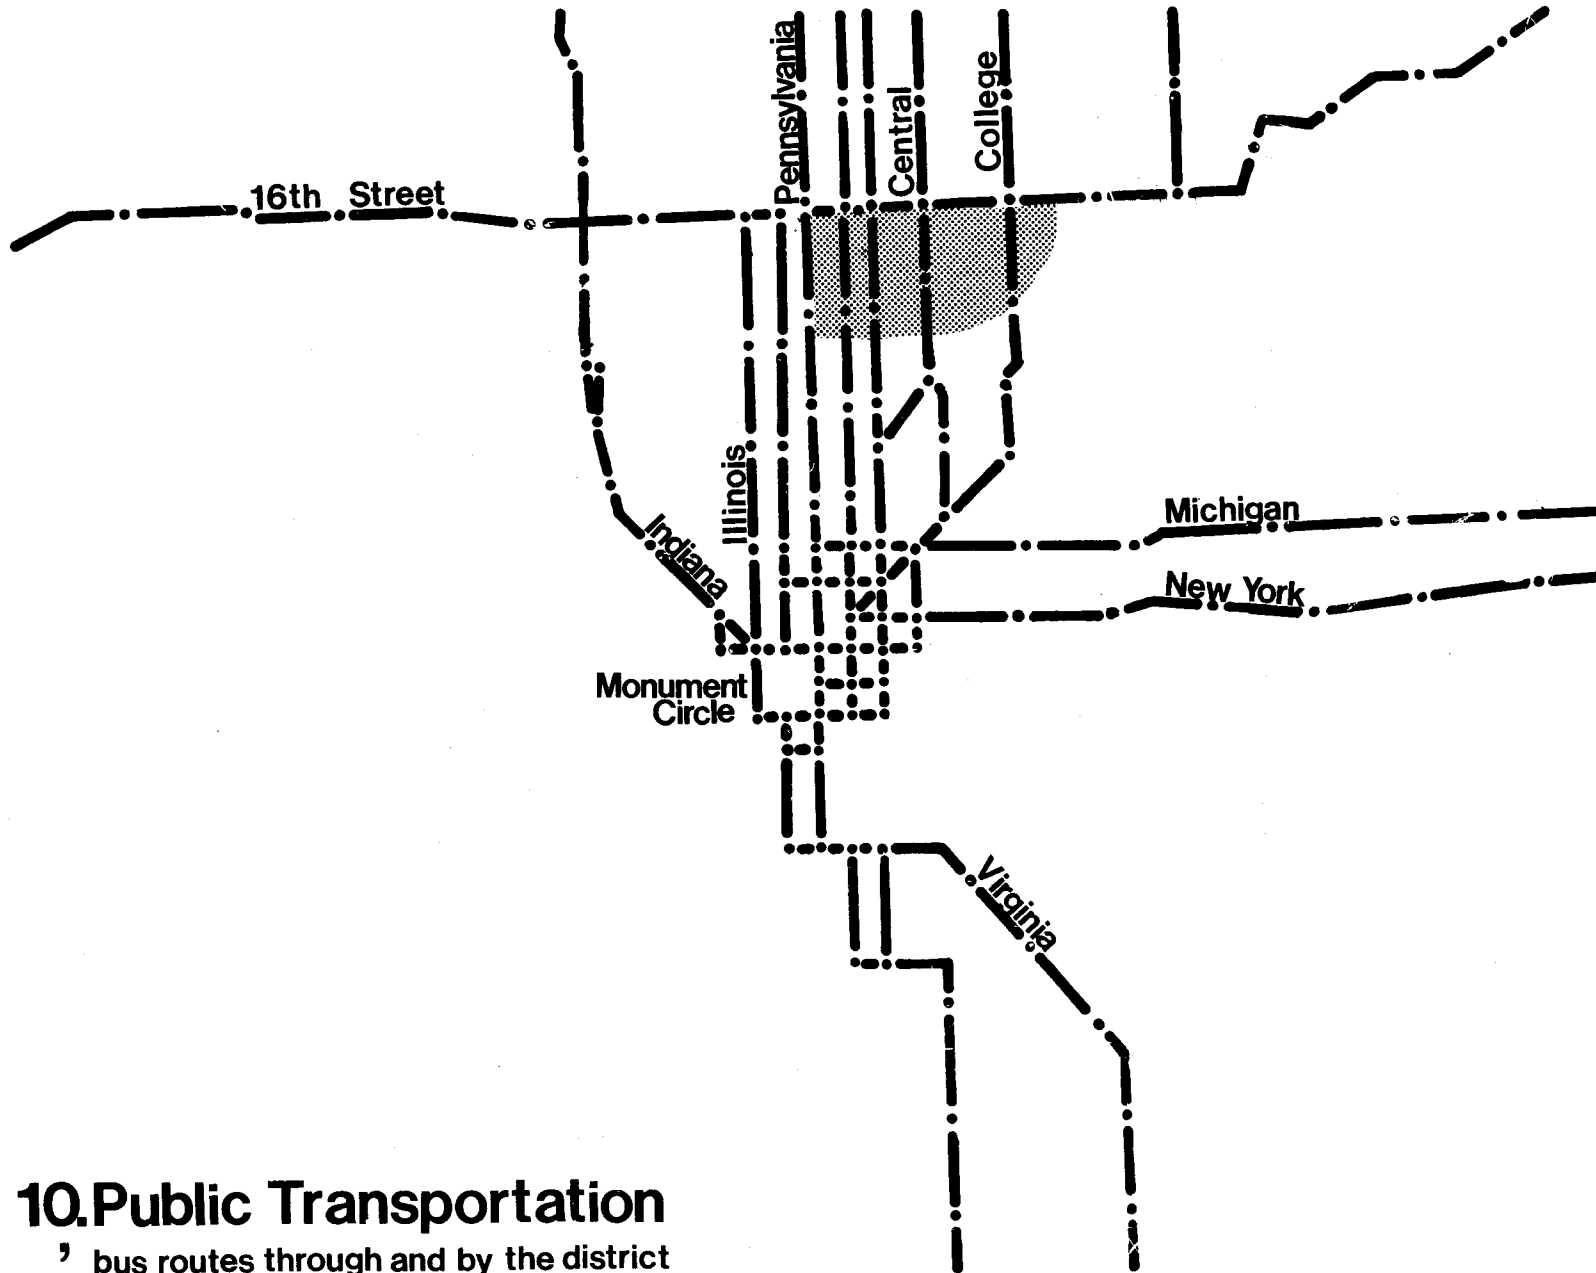 Pennsylvania
Central
College
16th Street
Illinois
Indiana
Michigan
New York
Monument
Circle
Virginia
10. Public Transportation
’ bus routes through and by the district